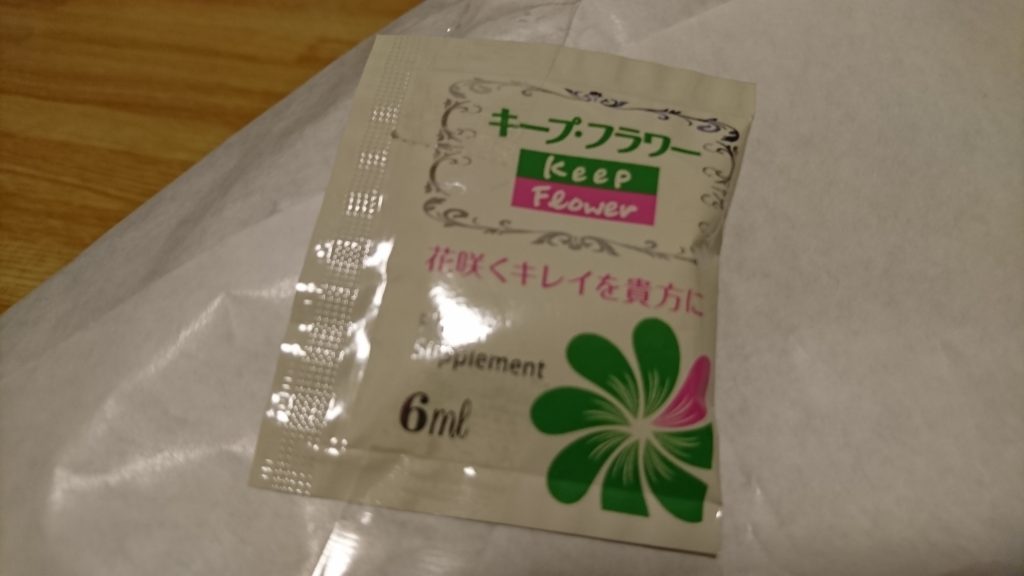 キープ・フラワー
Keep
Flower
花咲くキレイを貴方に
Supplement
6ml